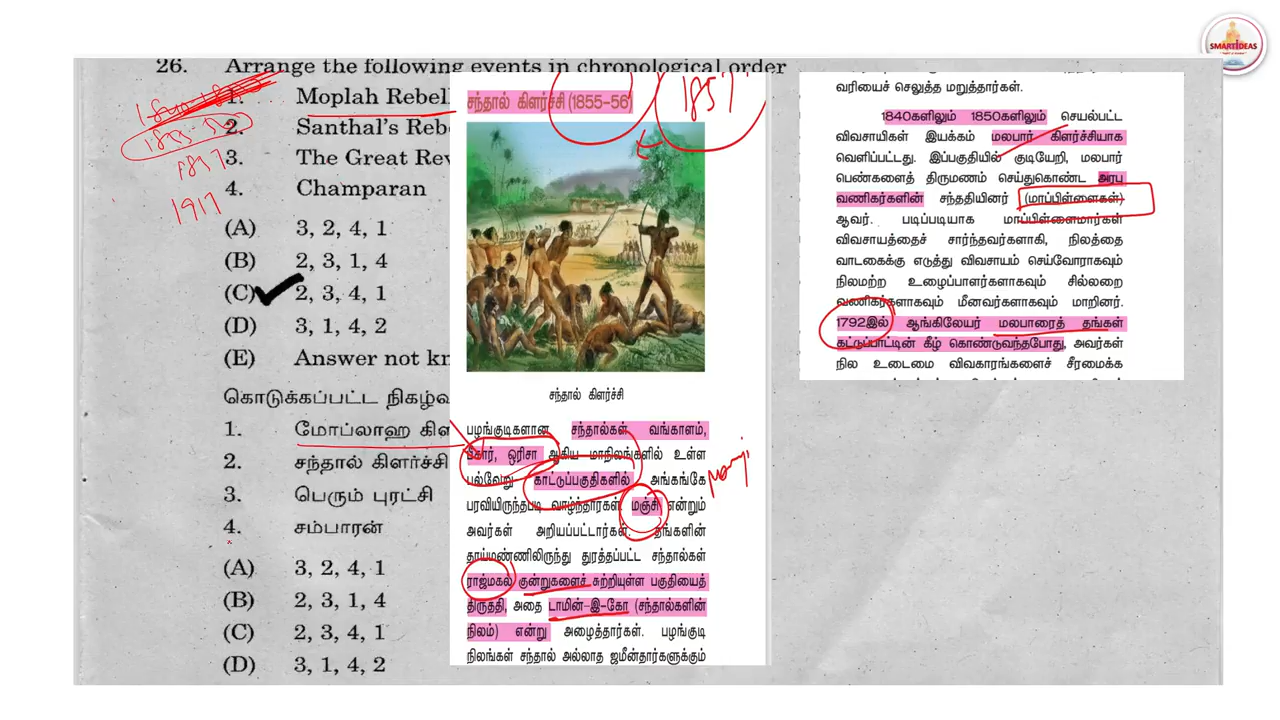 SMARTIDEAS
26. Arrange the following events in chronological order
1. Moplah Rebell
2. Santhal's Reb
3. The Great Rev
4. Champaran
(A) 3, 2, 4, 1
(B) 2, 3, 1, 4
(C) 2, 3, 4, 1
(D) 3, 1, 4, 2
(E) Answer not kn
கொடுக்கப்பட்ட நிகழ்வ
1. மோப்லாஹ கிள
2. சந்தால் கிளர்ச்சி
3. பெரும் புரட்சி
4. சம்பாரன்
(A) 3, 2, 4, 1
(B) 2, 3, 1, 4
(C) 2, 3, 4, 1
(D) 3, 1, 4, 2
1857
1917
சந்தால் கிளர்ச்சி (1855–56)
1857
சந்தால் கிளர்ச்சி
பழங்குடிகளான சந்தால்கள் வங்காளம்,
பீகார், ஒரிசா ஆகிய மாநிலங்களில் உள்ள
பல்வேறு காட்டுப்பகுதிகளில் அங்கங்கே
பரவியிருந்தபடி வாழ்ந்தார்கள். மஞ்சி என்றும்
அவர்கள் அறியப்பட்டார்கள். தங்களின்
தாய்மண்ணிலிருந்து துரத்தப்பட்ட சந்தால்கள்
ராஜ்மகல் குன்றுகளைச் சுற்றியுள்ள பகுதியைத்
திருத்தி, அதை டாமின்–இ–கோ (சந்தால்களின்
நிலம்) என்று அழைத்தார்கள். பழங்குடி
நிலங்கள் சந்தால் அல்லாத ஜமீன்தார்களுக்கும்
வரியைச் செலுத்த மறுத்தார்கள்.
1840களிலும் 1850களிலும் செயல்பட்ட
விவசாயிகள் இயக்கம் மலபார் கிளர்ச்சியாக
வெளிப்பட்டது. இப்பகுதியில் குடியேறி, மலபார்
பெண்களைத் திருமணம் செய்துகொண்ட அரபு
வணிகர்களின் சந்ததியினர் (மாப்பிள்ளைகள்)
ஆவர். படிப்படியாக மாப்பிள்ளைமார்கள்
விவசாயத்தைச் சார்ந்தவர்களாகி, நிலத்தை
வாடகைக்கு எடுத்து விவசாயம் செய்வோராகவும்
நிலமற்ற உழைப்பாளர்களாகவும் சில்லறை
வணிகர்களாகவும் மீனவர்களாகவும் மாறினர்.
1792இல் ஆங்கிலேயர் மலபாரைத் தங்கள்
கட்டுப்பாட்டின் கீழ் கொண்டுவந்தபோது, அவர்கள்
நில உடைமை விவகாரங்களைச் சீரமைக்க